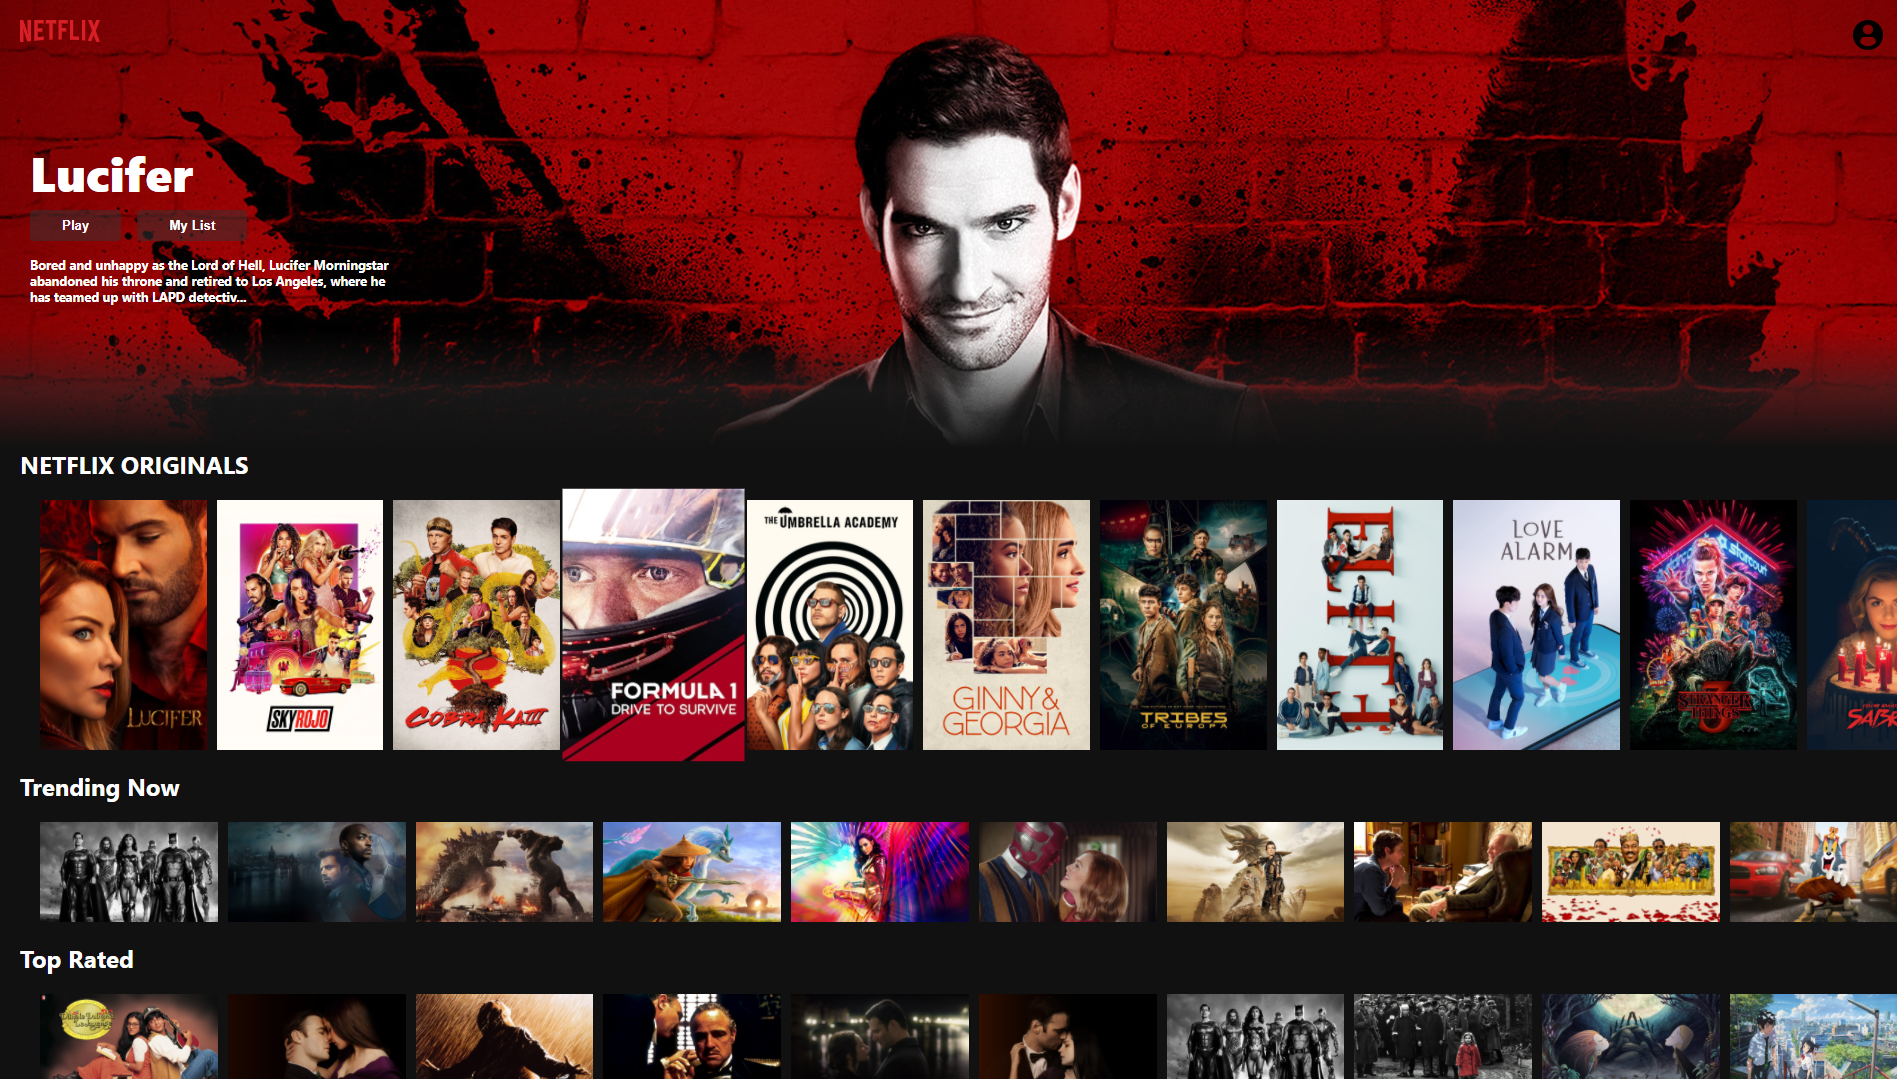 NETFLIX
Lucifer
Play
My List
Bored and unhappy as the Lord of Hell, Lucifer Morningstar
abandoned his throne and retired to Los Angeles, where he
has teamed up with LAPD detectiv...
NETFLIX ORIGINALS
LUCIFER
SKYROJO
COBRA KAI III
FORMULA 1
DRIVE TO SURVIVE
THE UMBRELLA ACADEMY
GINNY&
GEORGIA
TRIBES
OF EUROPA
ELITE
LOVE
ALARM
STRANGER
THINGS
3
SABR
Trending Now
Top Rated